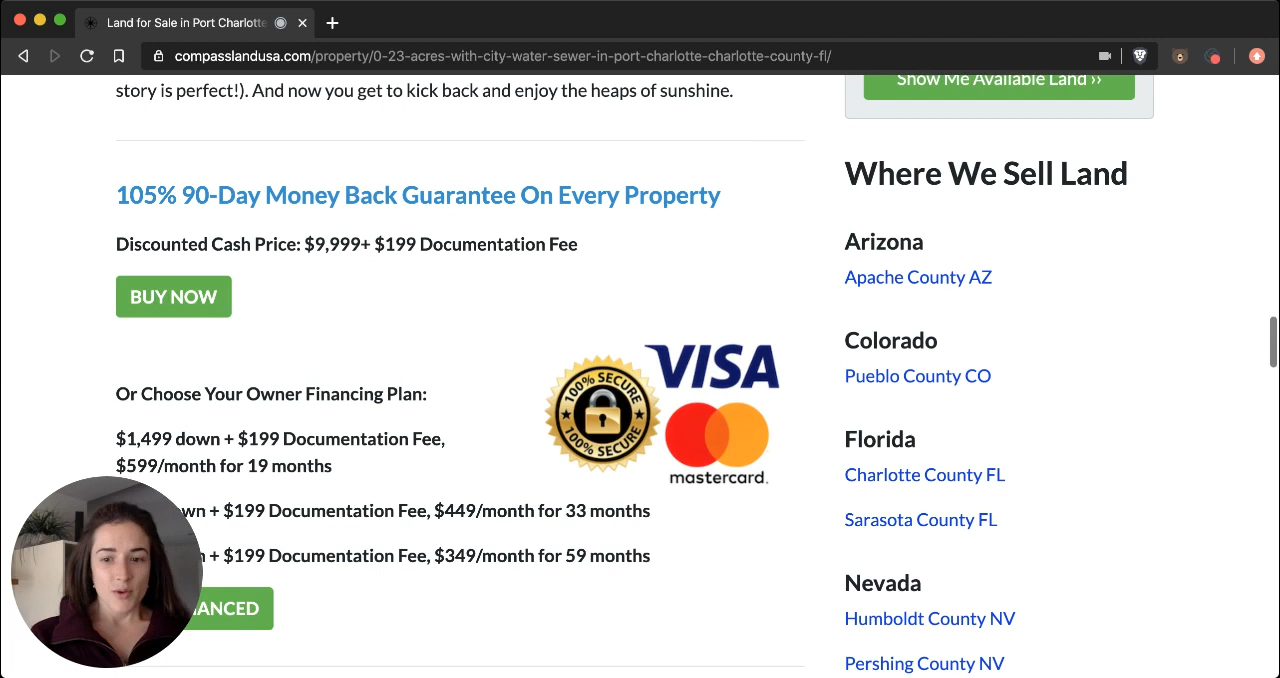 Land for Sale in Port Charlotte
compasslandusa.com/property/0-23-acres-with-city-water-sewer-in-port-charlotte-charlotte-county-fl/
story is perfect!). And now you get to kick back and enjoy the heaps of sunshine.
105% 90-Day Money Back Guarantee On Every Property
Discounted Cash Price: $9,999+ $199 Documentation Fee
BUY NOW
Or Choose Your Owner Financing Plan:
$1,499 down + $199 Documentation Fee,
$599/month for 19 months
+ $199 Documentation Fee, $449/month for 33 months
+ $199 Documentation Fee, $349/month for 59 months
100% SECURE
100% SECURE
VISA
mastercard.
Show Me Available Land ››
Where We Sell Land
Arizona
Apache County AZ
Colorado
Pueblo County CO
Florida
Charlotte County FL
Sarasota County FL
Nevada
Humboldt County NV
Pershing County NV